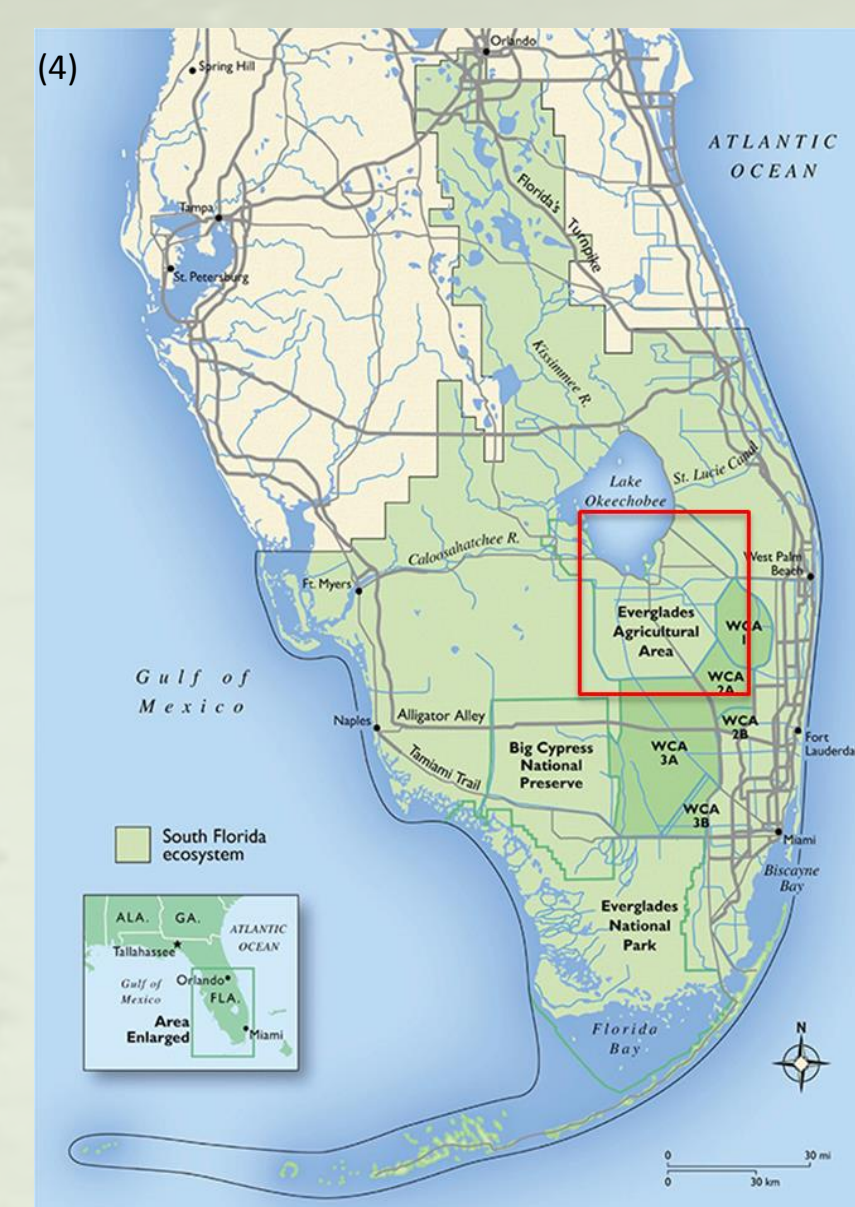 (4)
Orlando
Spring Hill
ATLANTIC
OCEAN
Florida's
Turnpike
Tampa
St. Petersburg
Kissimmee R.
Lake
Okeechobee
St. Lucie Canal
Caloosahatchee R.
West Palm
Beach
Ft. Myers
Everglades
Agricultural
Area
WCA
1
Gulf of
Mexico
WCA
2A
Naples
Alligator Alley
WCA
2B
Fort
Lauderda
Tamiami Trail
Big Cypress
National
Preserve
WCA
3A
WCA
3B
South Florida
ecosystem
Miami
Biscayne
Bay
Everglades
National
Park
ALA.
GA.
ATLANTIC
OCEAN
Tallahassee
Gulf of
Mexico
Orlando
FLA.
Area
Enlarged
Miami
Florida
Bay
N
0
30 mi
0
30 km